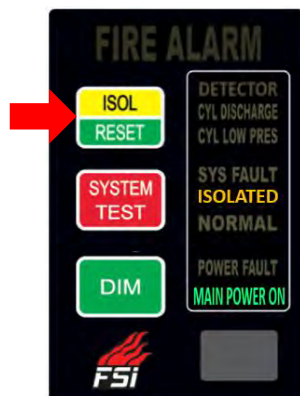 FIRE ALARM
ISOL
RESET
SYSTEM
TEST
DIM
FSi
DETECTOR
CYL DISCHARGE
CYL LOW PRES
SYS FAULT
ISOLATED
NORMAL
POWER FAULT
MAIN POWER ON